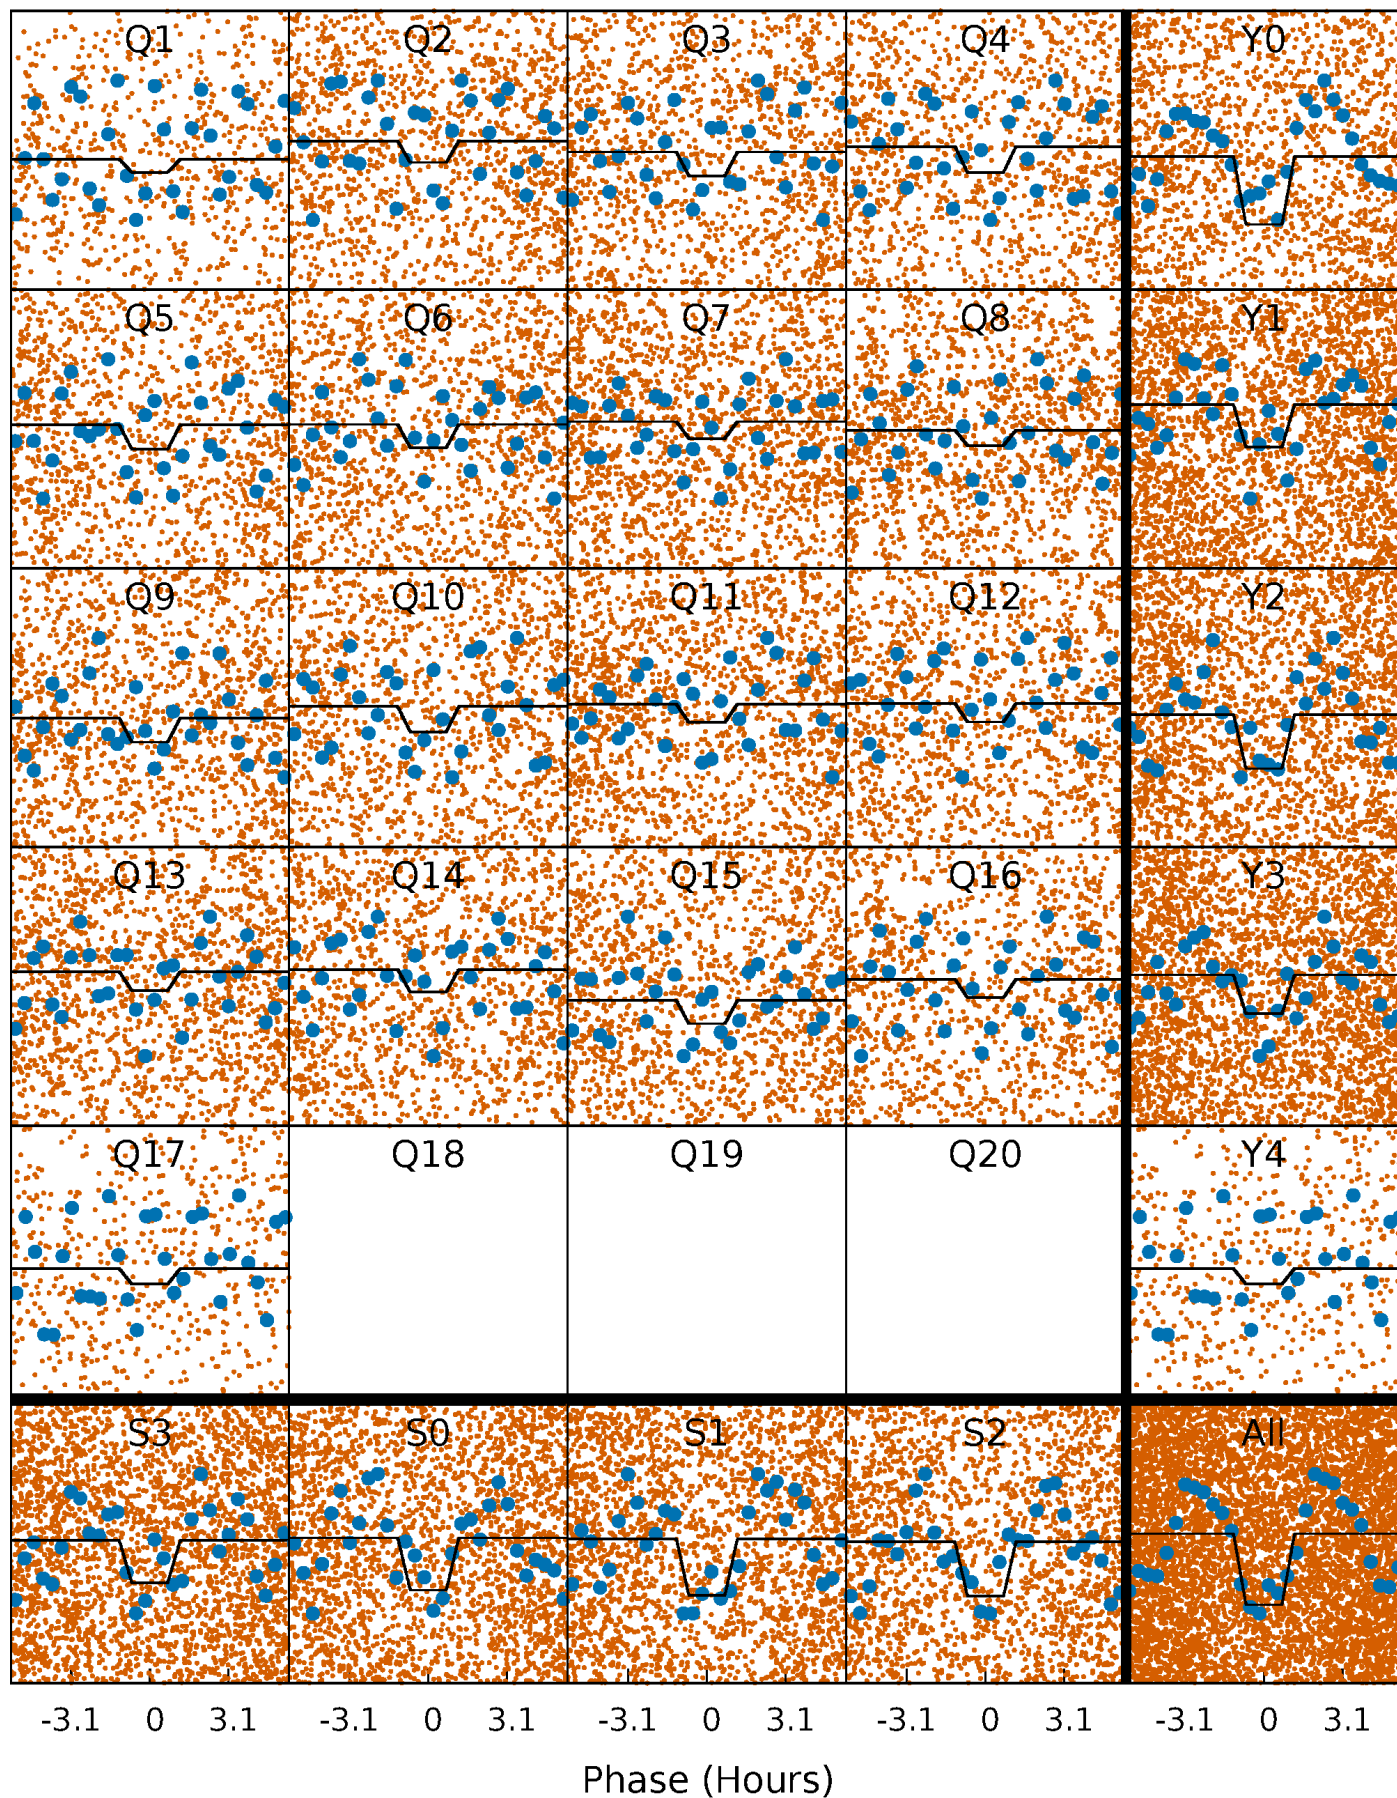 Q1 Q2 Q3 Q4 Y0
Q5 Q6 Q7 Q8 Y1
Q9 Q10 Q11 Q12 Y2
Q13 Q14 Q15 Q16 Y3
Q17 Q18 Q19 Q20 Y4
S3 S0 S1 S2 All
-3.1 0 3.1 -3.1 0 3.1 -3.1 0 3.1 -3.1 0 3.1 -3.1 0 3.1
Phase (Hours)